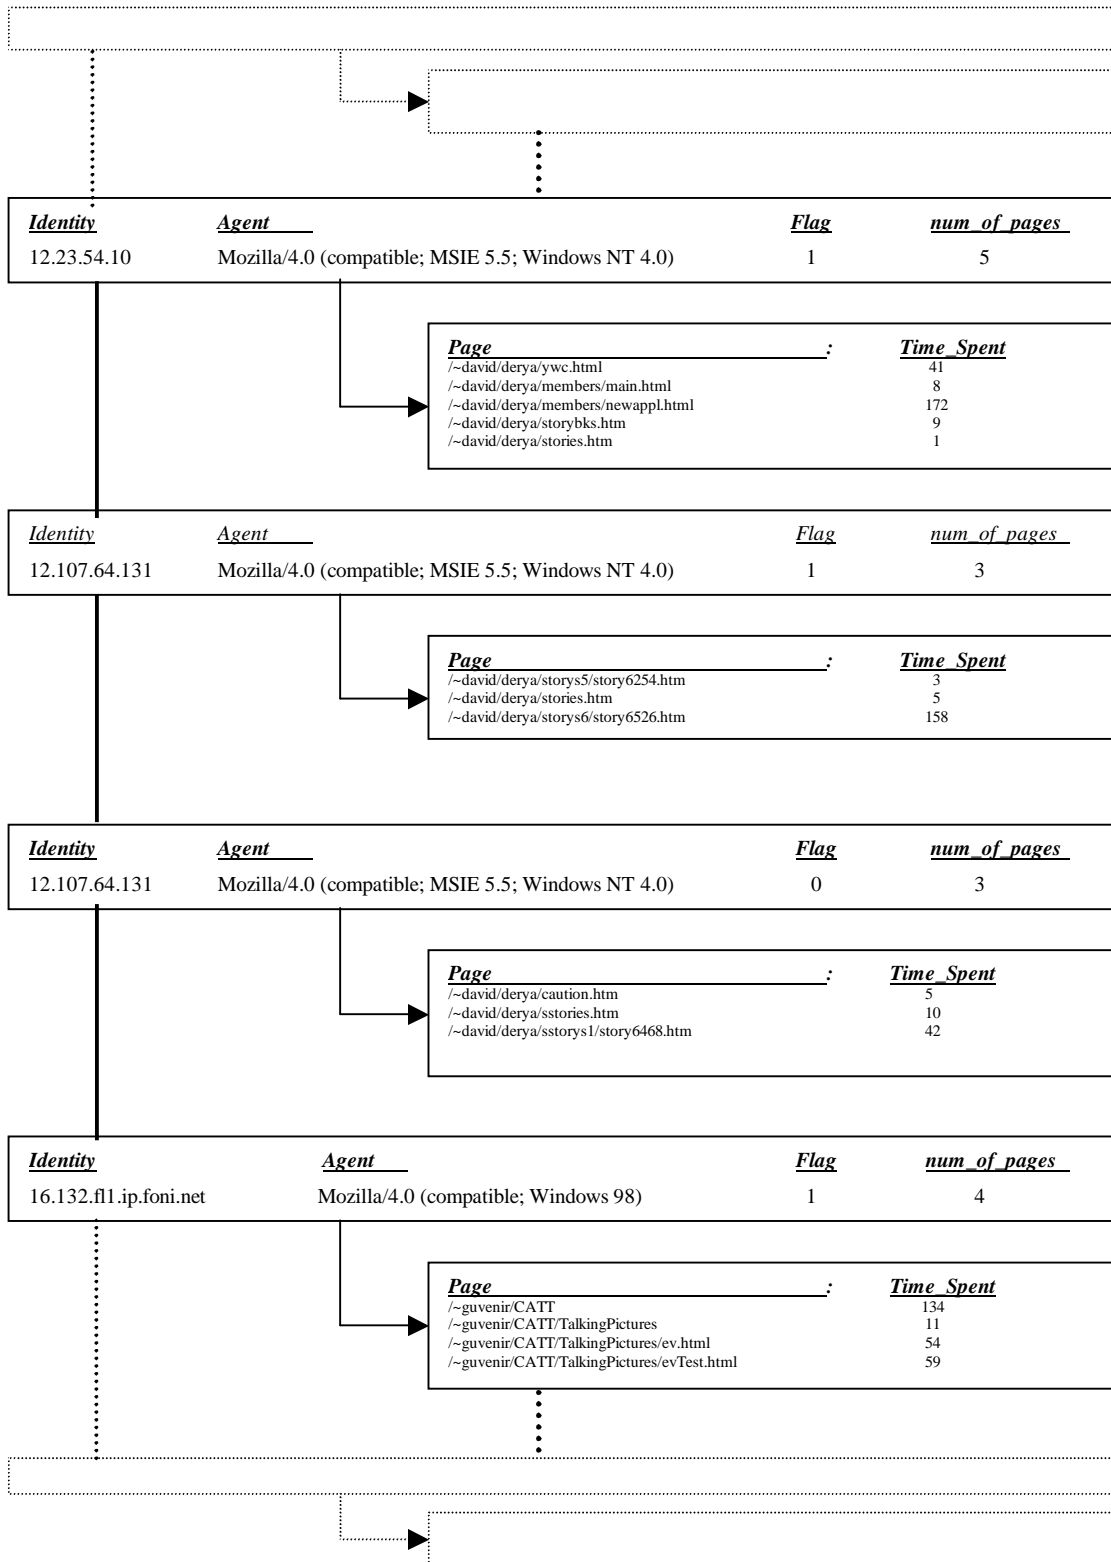 Identity Agent Flag num_of_pages
12.23.54.10 Mozilla/4.0 (compatible; MSIE 5.5; Windows NT 4.0) 1 5
Page : Time_Spent
/~david/derya/ywc.html 41
/~david/derya/members/main.html 8
/~david/derya/members/newappl.html 172
/~david/derya/storybks.htm 9
/~david/derya/stories.htm 1
Identity Agent Flag num_of_pages
12.107.64.131 Mozilla/4.0 (compatible; MSIE 5.5; Windows NT 4.0) 1 3
Page : Time_Spent
/~david/derya/storys5/story6254.htm 3
/~david/derya/stories.htm 5
/~david/derya/storys6/story6526.htm 158
Identity Agent Flag num_of_pages
12.107.64.131 Mozilla/4.0 (compatible; MSIE 5.5; Windows NT 4.0) 0 3
Page : Time_Spent
/~david/derya/caution.htm 5
/~david/derya/sstories.htm 10
/~david/derya/sstorys1/story6468.htm 42
Identity Agent Flag num_of_pages
16.132.fl1.ip.foni.net Mozilla/4.0 (compatible; Windows 98) 1 4
Page : Time_Spent
/~guvenir/CATT 134
/~guvenir/CATT/TalkingPictures 11
/~guvenir/CATT/TalkingPictures/ev.html 54
/~guvenir/CATT/TalkingPictures/evTest.html 59